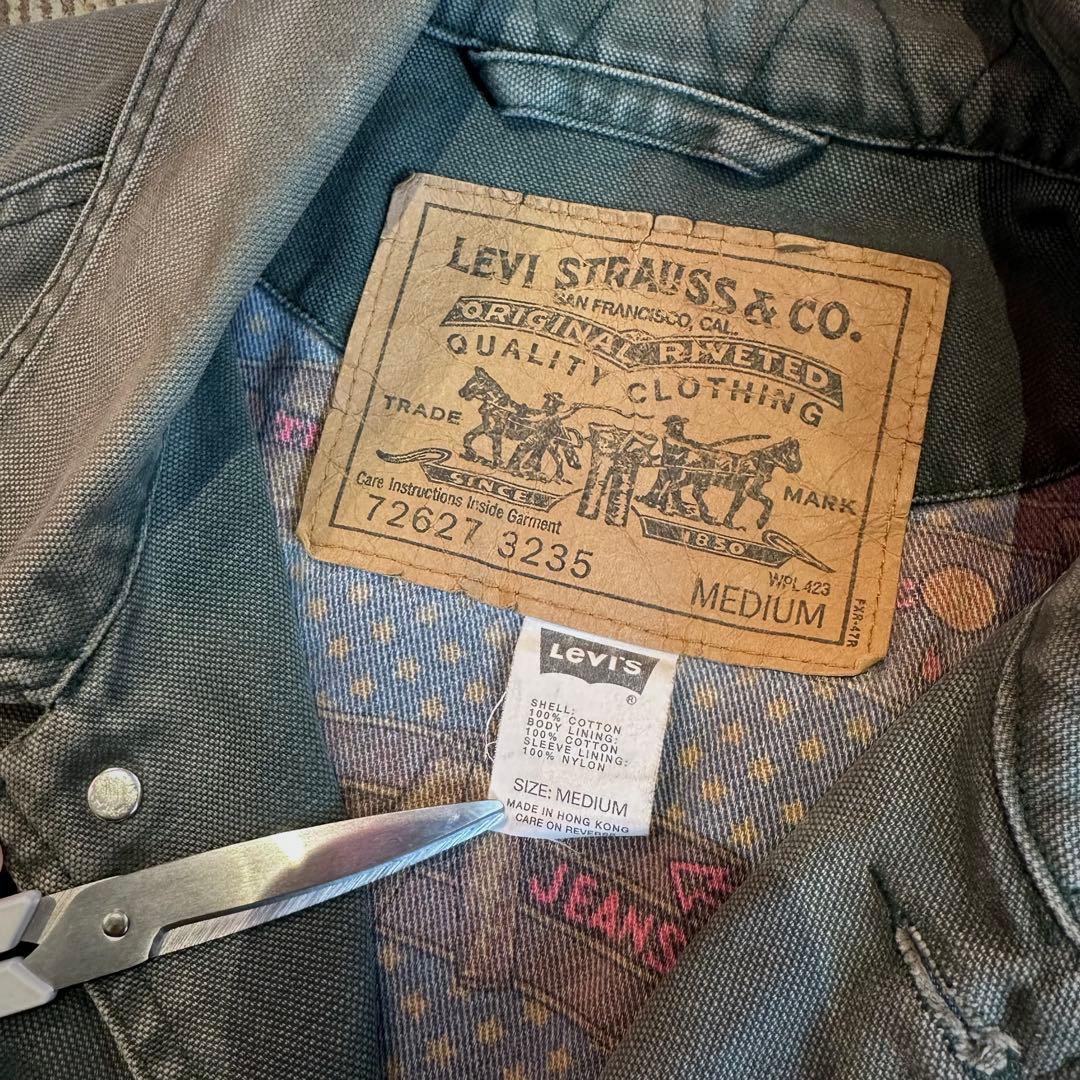 LEVI STRAUSS & CO.
SAN FRANCISCO, CAL.
ORIGINAL RIVETED
QUALITY CLOTHING
TRADE MARK
SINCE 1850
Care Instructions Inside Garment
72627 3235
WPL 423
MEDIUM
FXR-47R
Levi's
®
SHELL:
100% COTTON
BODY LINING:
100% COTTON
SLEEVE LINING:
100% NYLON
SIZE: MEDIUM
MADE IN HONG KONG
CARE ON REVERSE
JEANS